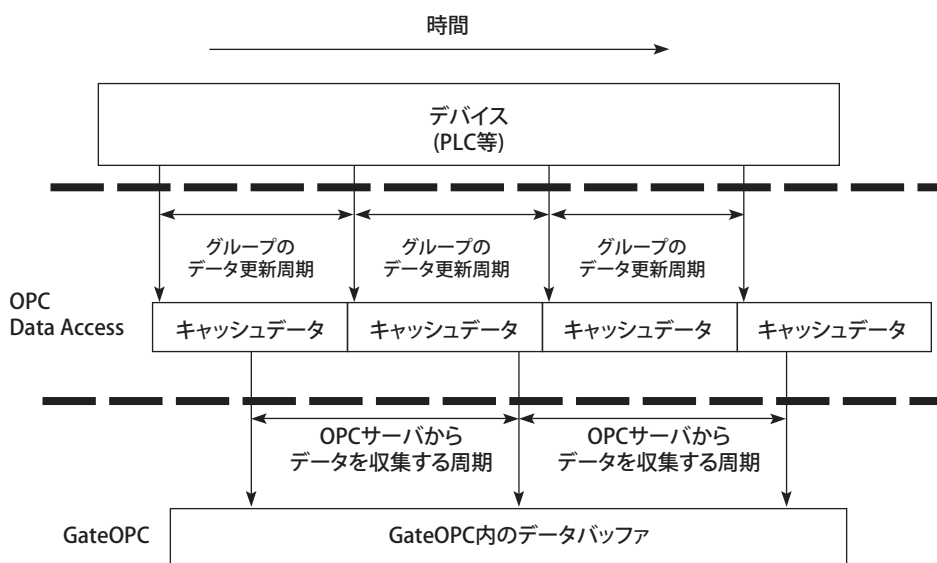 時間
デバイス
(PLC等)
グループの
データ更新周期
グループの
データ更新周期
グループの
データ更新周期
OPC
Data Access
キャッシュデータ
キャッシュデータ
キャッシュデータ
キャッシュデータ
OPCサーバから
データを収集する周期
OPCサーバから
データを収集する周期
GateOPC
GateOPC内のデータバッファ